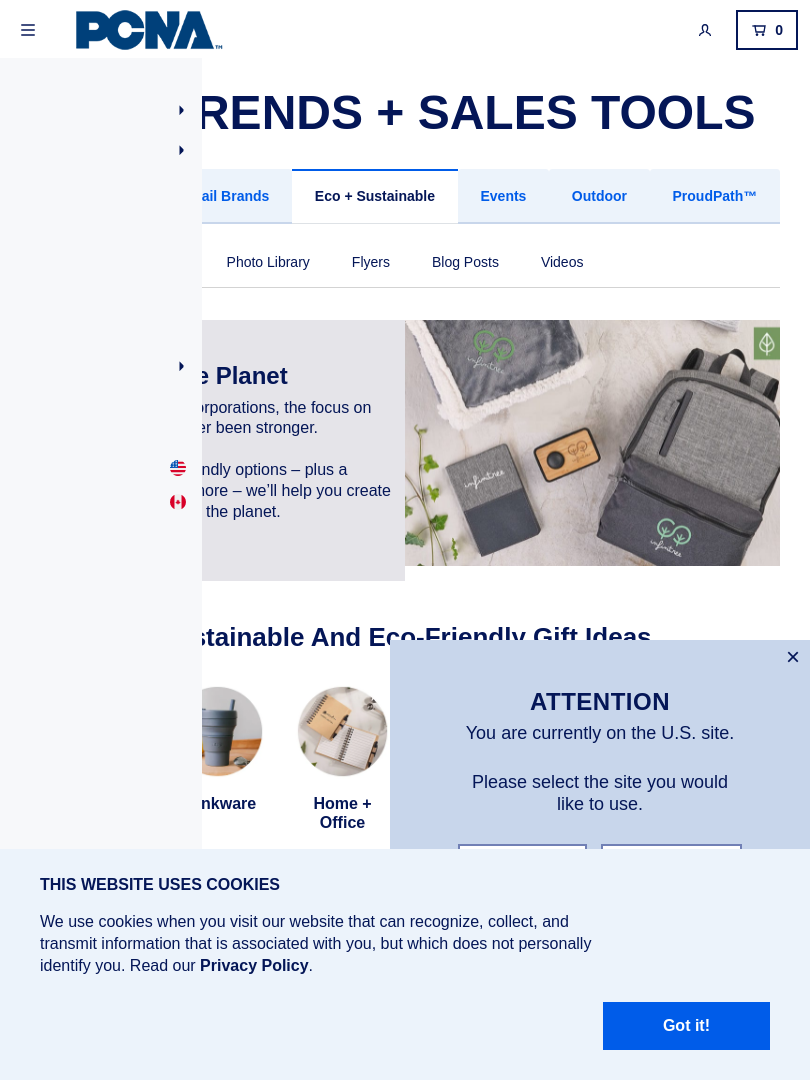 PCNA™
0
RENDS + SALES TOOLS
ail Brands
Eco + Sustainable
Events
Outdoor
ProudPath™
Photo Library
Flyers
Blog Posts
Videos
e Planet
orporations, the focus on
er been stronger.
ndly options – plus a
more – we’ll help you create
the planet.
infinitree
infinitree
infinitree
stainable And Eco-Friendly Gift Ideas
nkware
Home +
Office
×
ATTENTION
You are currently on the U.S. site.
Please select the site you would
like to use.
THIS WEBSITE USES COOKIES
We use cookies when you visit our website that can recognize, collect, and
transmit information that is associated with you, but which does not personally
identify you. Read our Privacy Policy.
Got it!